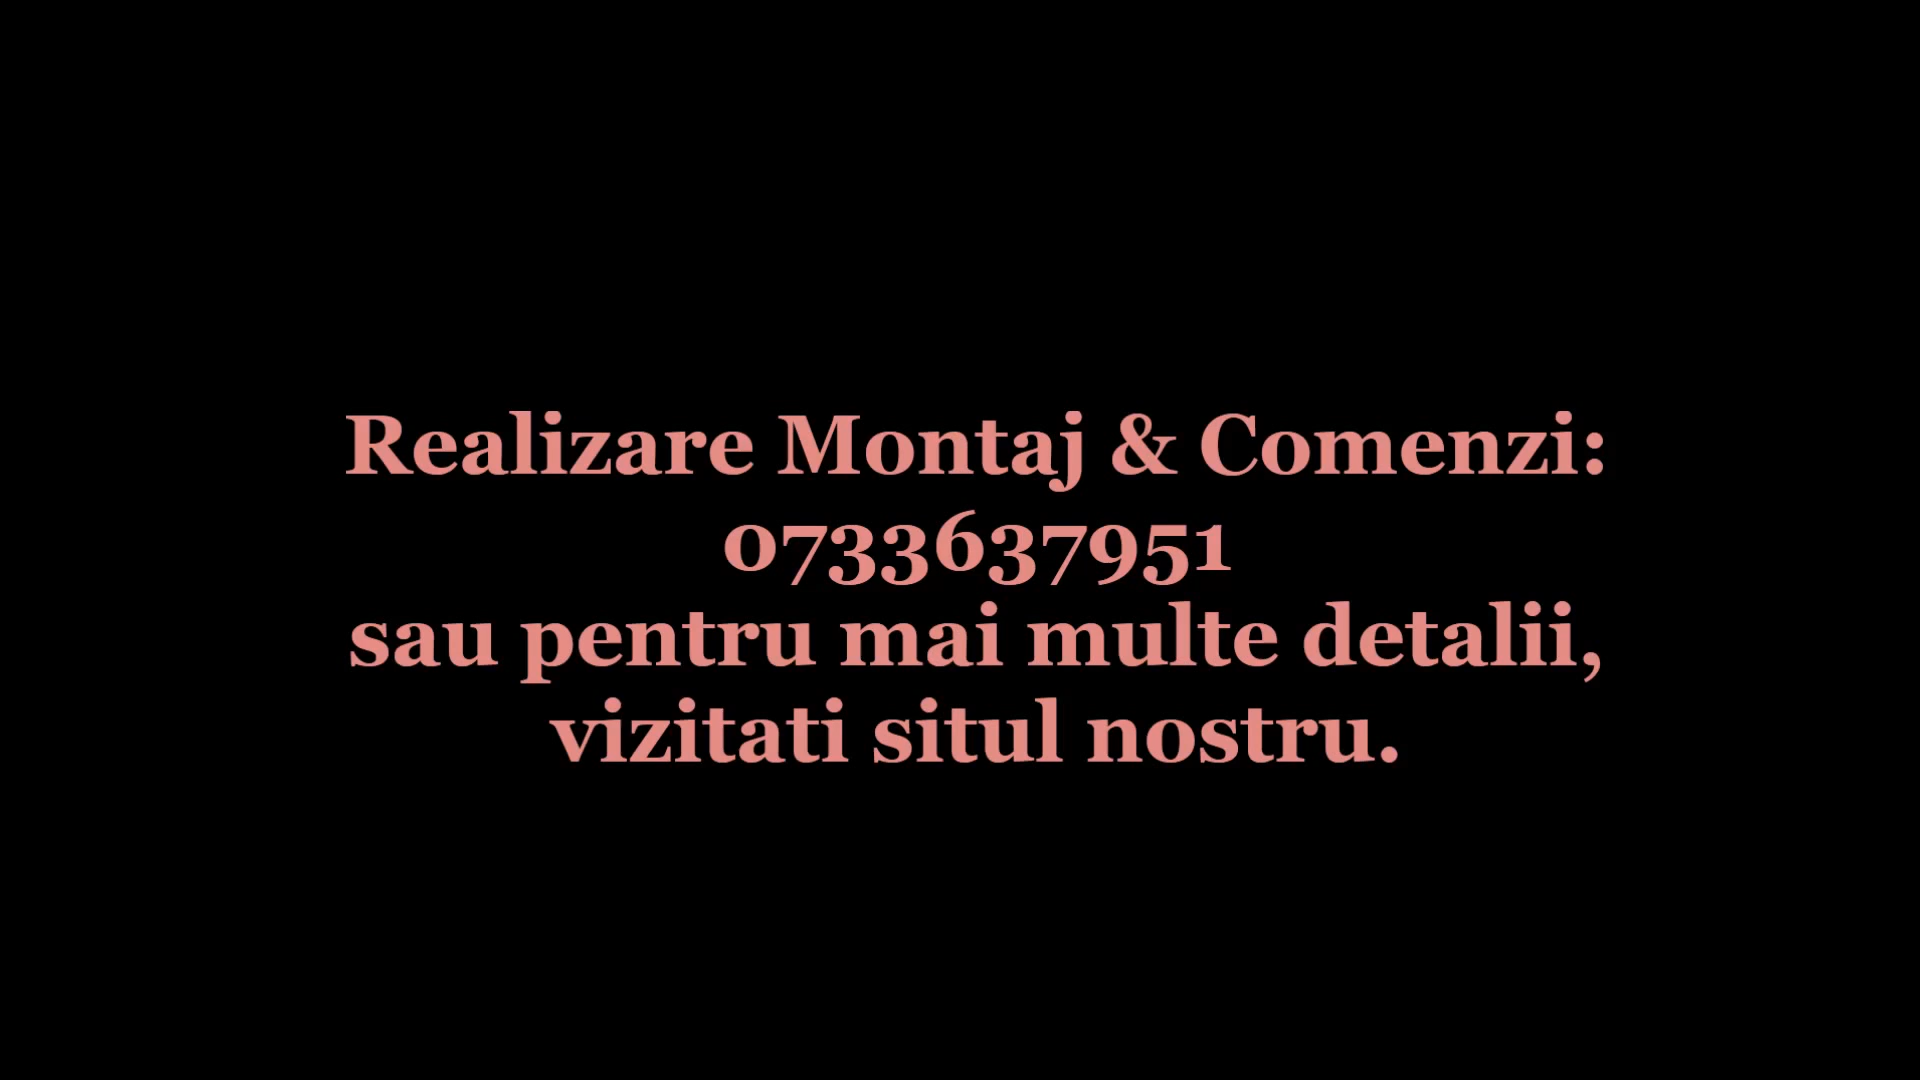 Realizare Montaj & Comenzi:
0733637951
sau pentru mai multe detalii,
vizitati situl nostru.